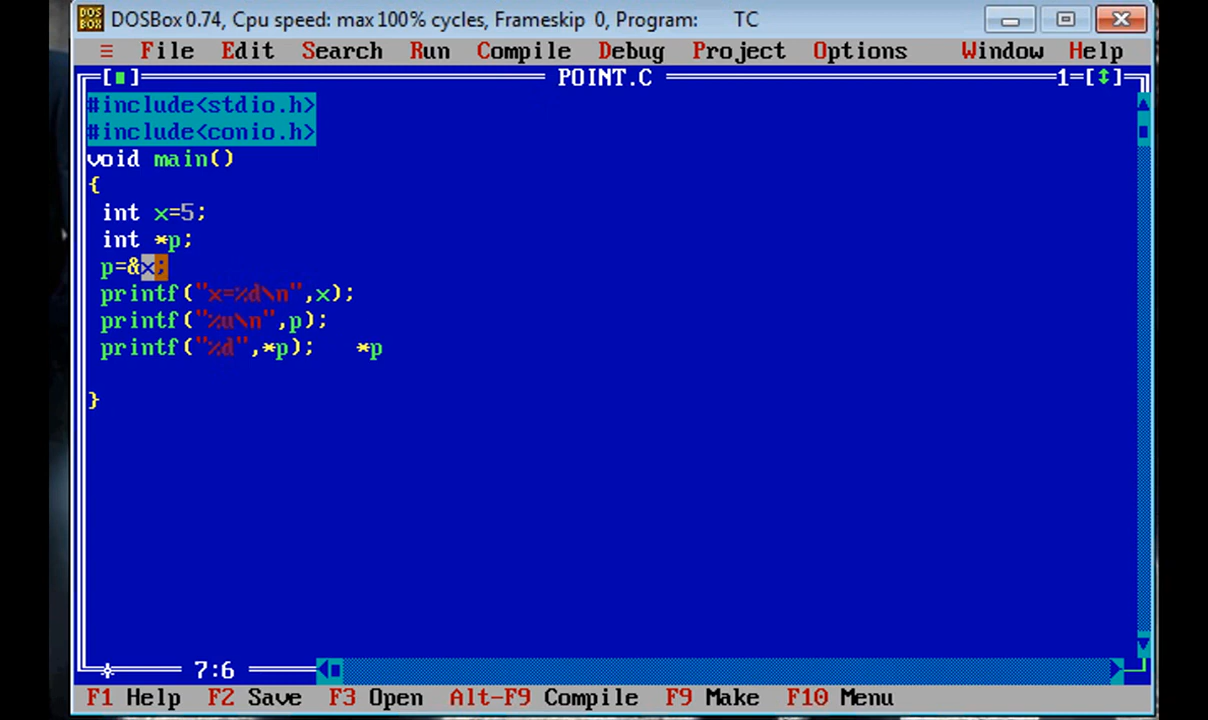 DOSBox 0.74, Cpu speed: max 100% cycles, Frameskip 0, Program: TC
≡ File Edit Search Run Compile Debug Project Options Window Help
[■] POINT.C 1=[↕]
#include<stdio.h>
#include<conio.h>
void main()
{
int x=5;
int *p;
p=&x;
printf("x=%d\n",x);
printf("%u\n",p);
printf("%d",*p); *p
}
7:6
F1 Help F2 Save F3 Open Alt-F9 Compile F9 Make F10 Menu